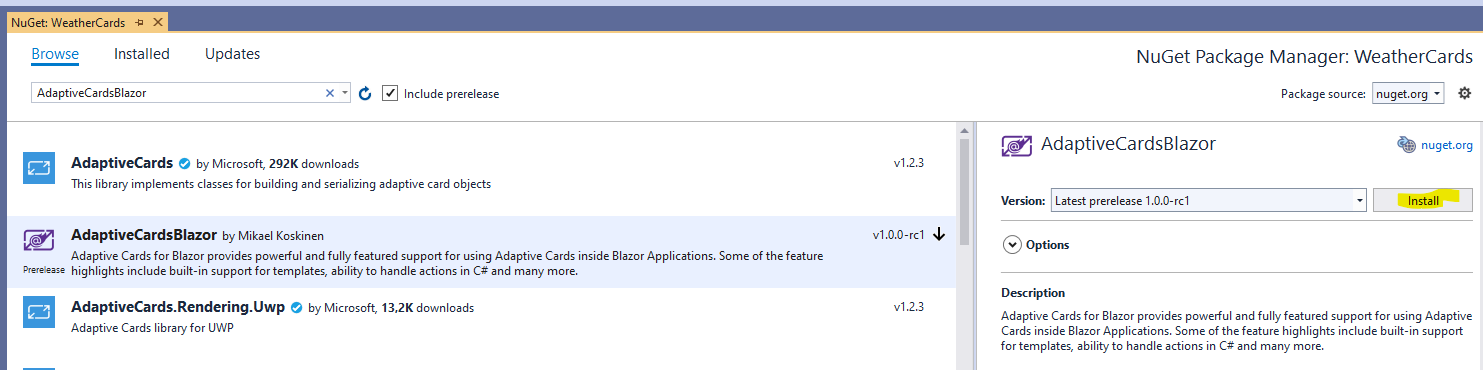 NuGet: WeatherCards
Browse Installed Updates
NuGet Package Manager: WeatherCards
AdaptiveCardsBlazor
Include prerelease
Package source: nuget.org
AdaptiveCards by Microsoft, 292K downloads
v1.2.3
This library implements classes for building and serializing adaptive card objects
AdaptiveCardsBlazor by Mikael Koskinen
v1.0.0-rc1
Prerelease
Adaptive Cards for Blazor provides powerful and fully featured support for using Adaptive Cards inside Blazor Applications. Some of the feature
highlights include built-in support for templates, ability to handle actions in C# and many more.
AdaptiveCards.Rendering.Uwp by Microsoft, 13,2K downloads
v1.2.3
Adaptive Cards library for UWP
AdaptiveCardsBlazor
nuget.org
Version: Latest prerelease 1.0.0-rc1
Install
Options
Description
Adaptive Cards for Blazor provides powerful and fully featured support for using Adaptive
Cards inside Blazor Applications. Some of the feature highlights include built-in support
for templates, ability to handle actions in C# and many more.